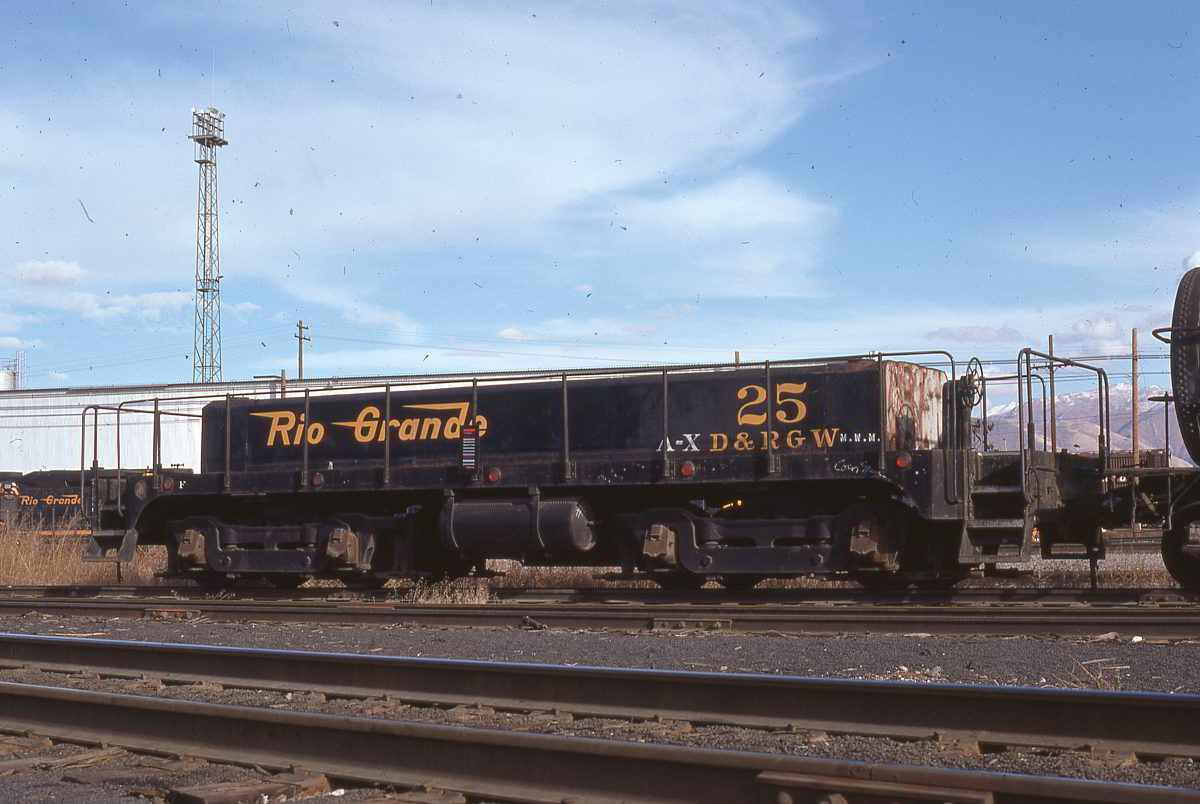 Rio Grande
25
A-X D&RGW M.W.M.
F
Rio Grande